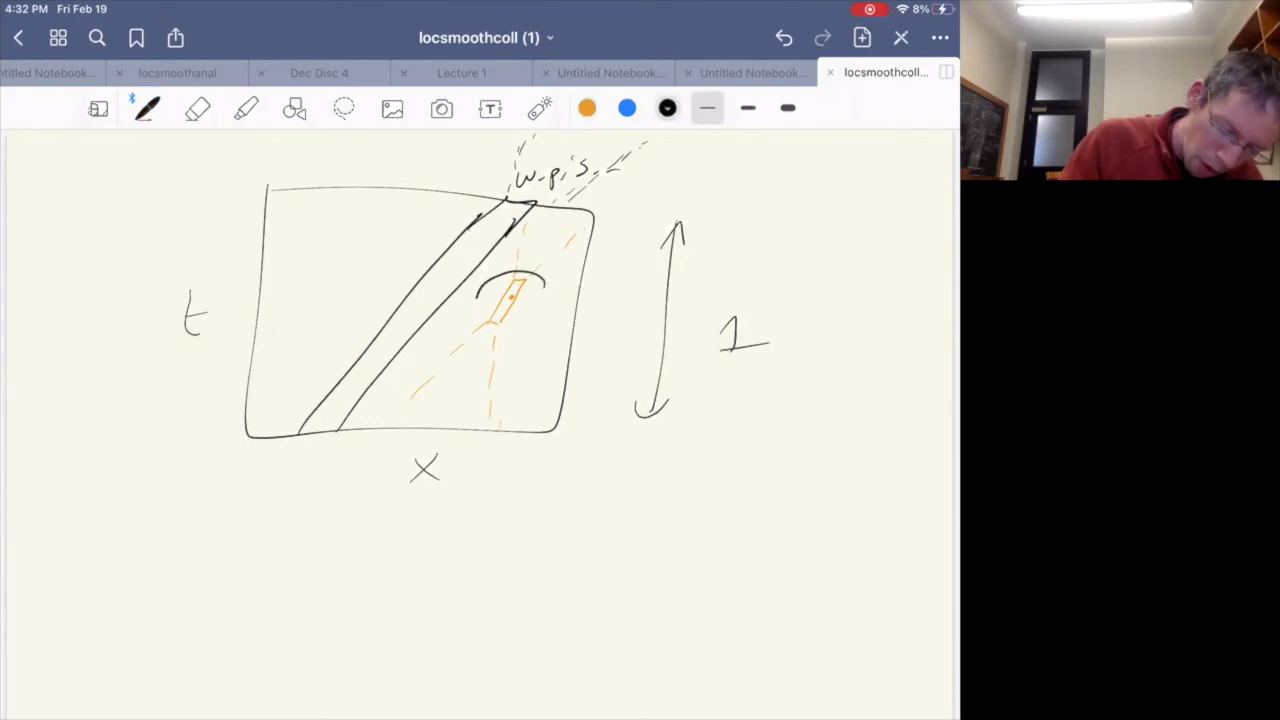 4:32 PM Fri Feb 19
8%
locsmoothcoll (1)
ntitled Notebook...
locsmoothanal
Dec Disc 4
Lecture 1
Untitled Notebook...
Untitled Notebook...
locsmoothcoll...
T
w.p.'s
t
1
x